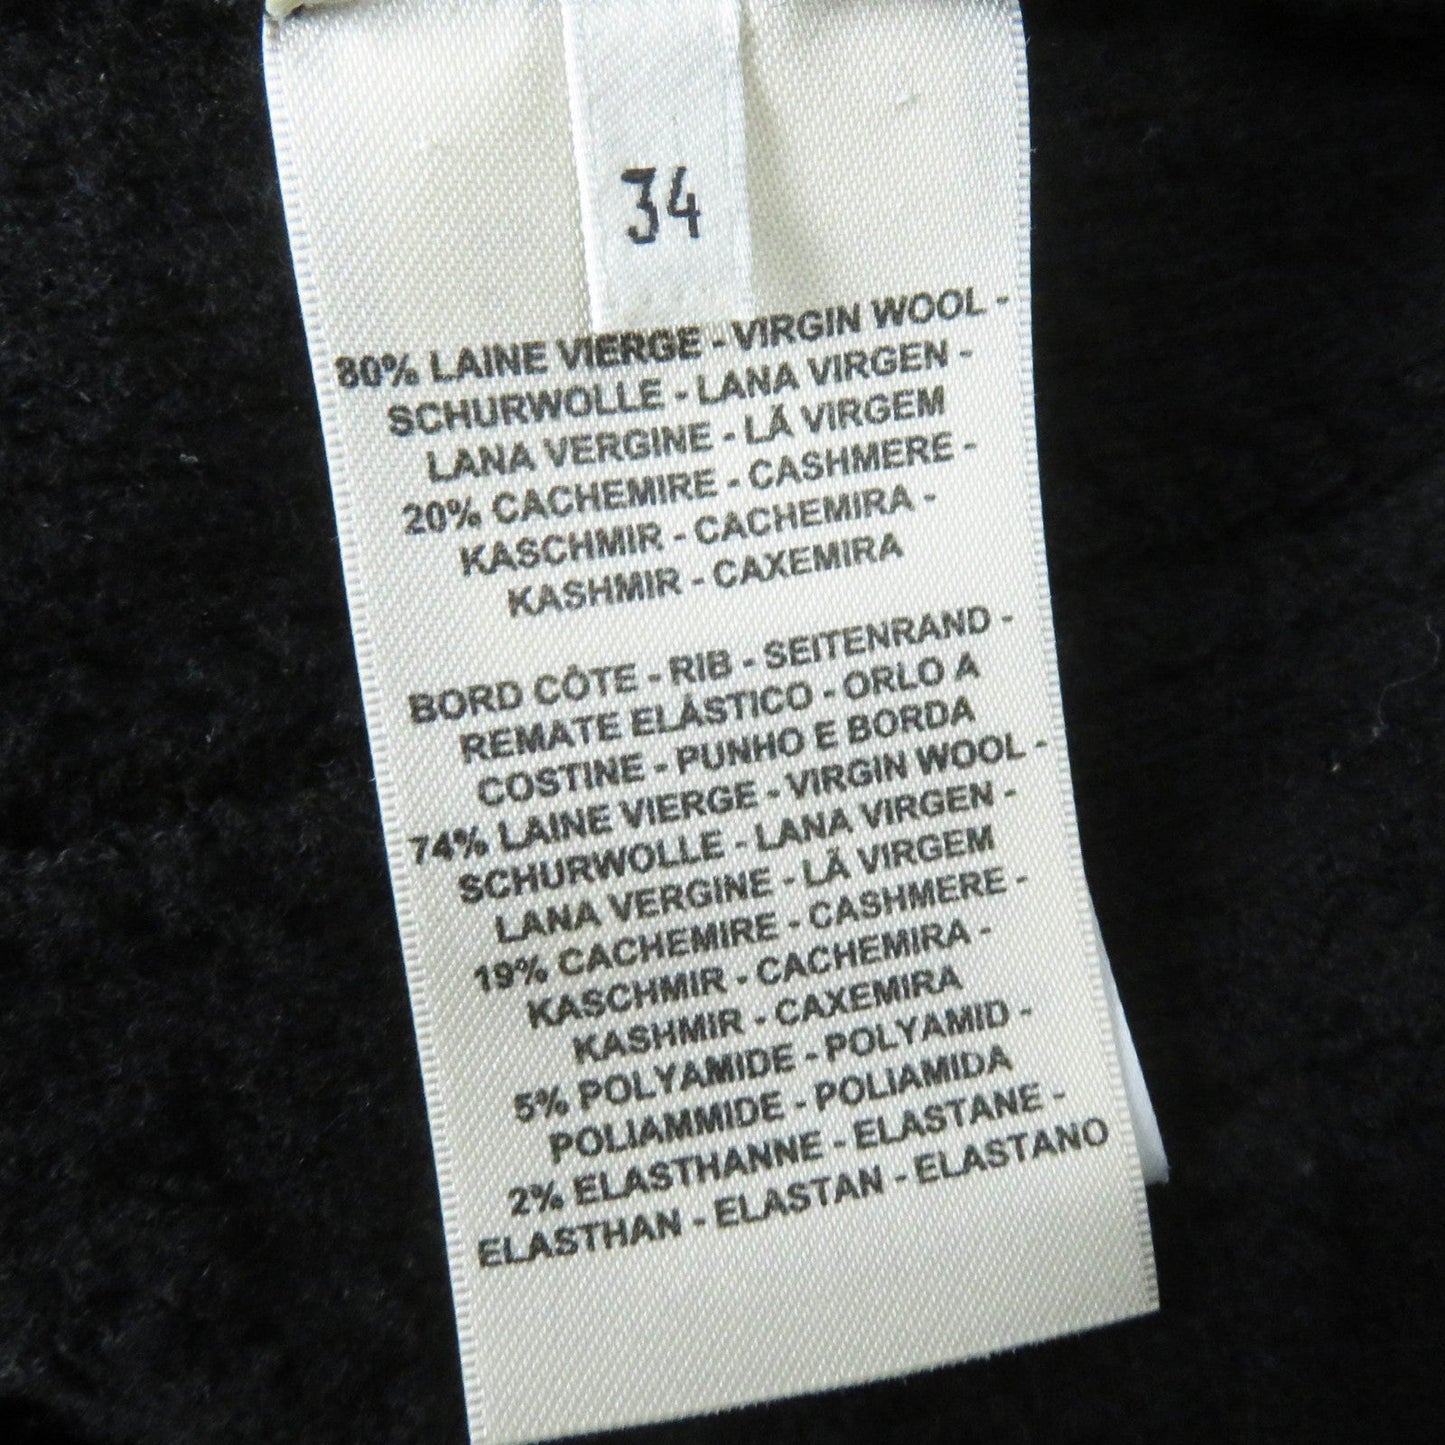 34
80% LAINE VIERGE - VIRGIN WOOL -
SCHURWOLLE - LANA VIRGEN -
LANA VERGINE - LÃ VIRGEM
20% CACHEMIRE - CASHMERE -
KASCHMIR - CACHEMIRA -
KASHMIR - CAXEMIRA
BORD CÔTE - RIB - SEITENRAND -
REMATE ELÁSTICO - ORLO A
COSTINE - PUNHO E BORDA
74% LAINE VIERGE - VIRGIN WOOL -
SCHURWOLLE - LANA VIRGEN -
LANA VERGINE - LÃ VIRGEM
19% CACHEMIRE - CASHMERE -
KASCHMIR - CACHEMIRA -
KASHMIR - CAXEMIRA
5% POLYAMIDE - POLYAMID -
POLIAMMIDE - POLIAMIDA
2% ELASTHANNE - ELASTANE -
ELASTHAN - ELASTAN - ELASTANO